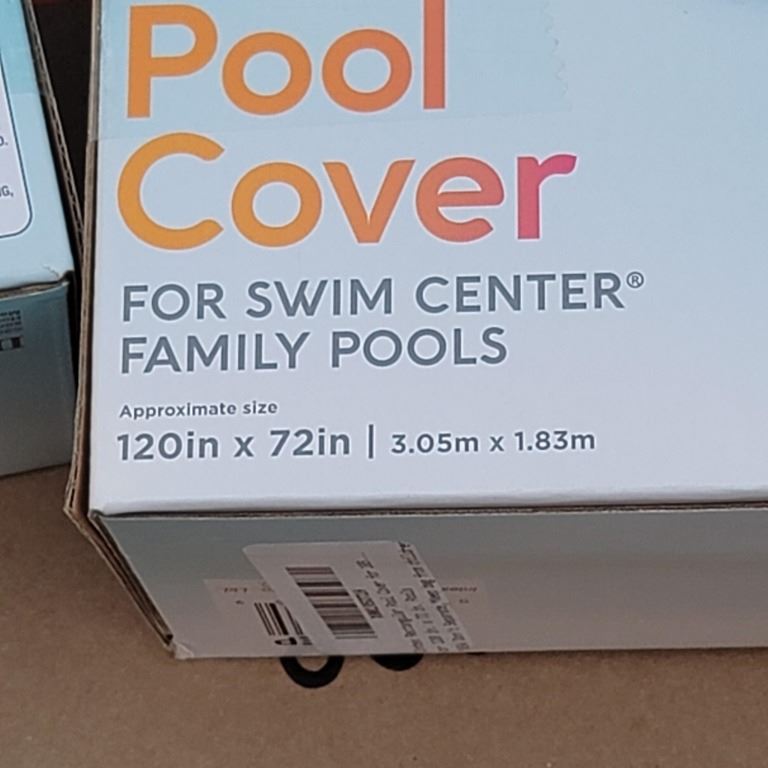 Pool
Cover
FOR SWIM CENTER®
FAMILY POOLS
Approximate size
120in x 72in | 3.05m x 1.83m